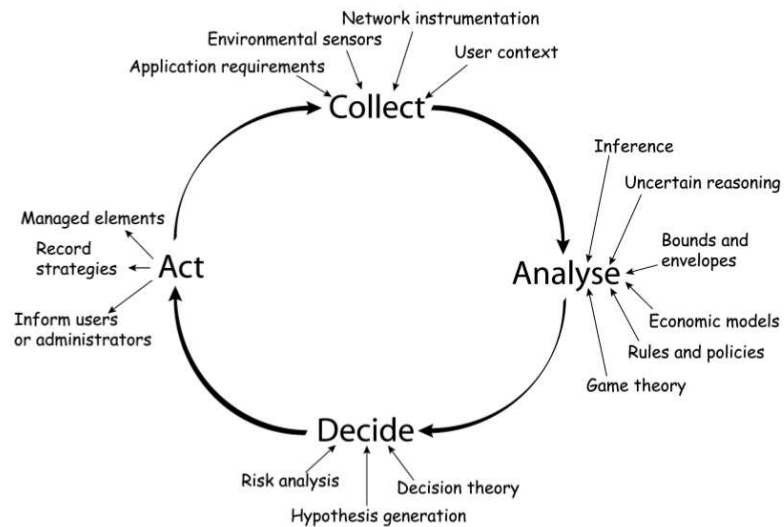 Network instrumentation
Environmental sensors
User context
Application requirements
Collect
Inference
Uncertain reasoning
Bounds and
envelopes
Analyse
Economic models
Rules and policies
Game theory
Decide
Risk analysis
Decision theory
Hypothesis generation
Managed elements
Record
strategies
Act
Inform users
or administrators